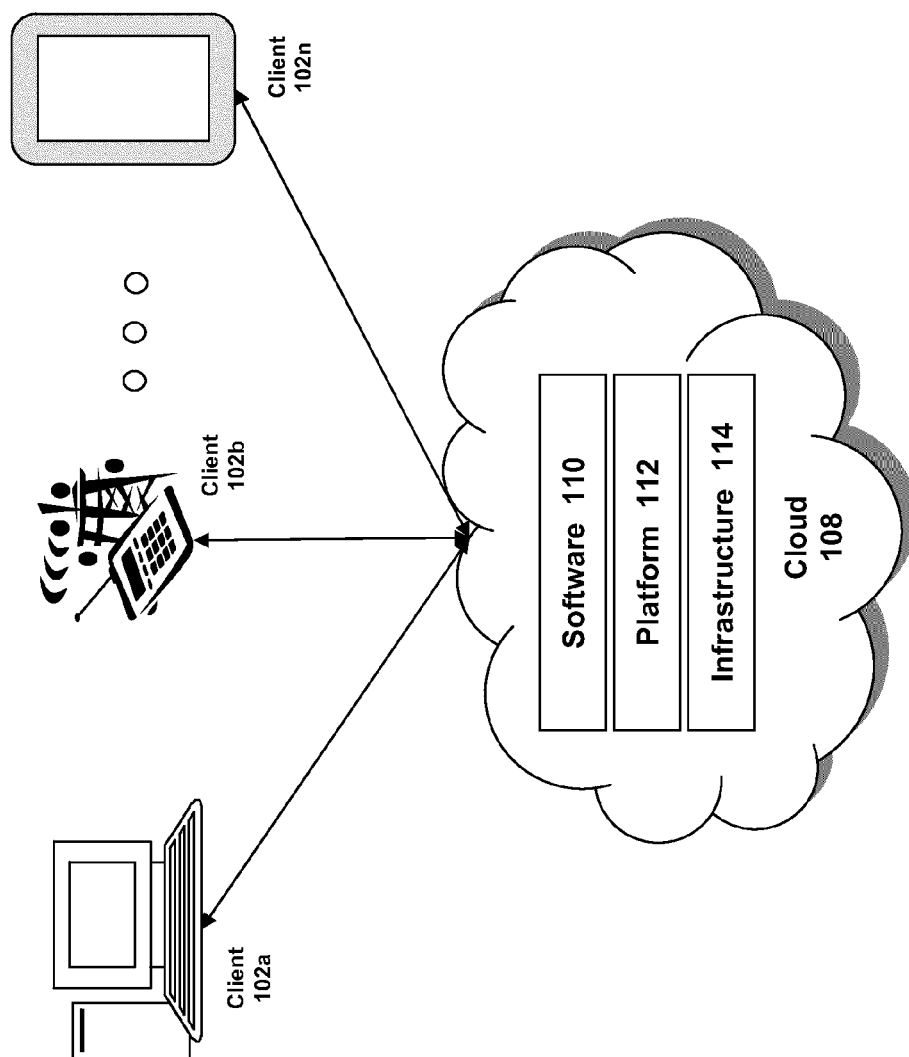 Client
102a
Client
102b
Client
102n
Software 110
Platform 112
Infrastructure 114
Cloud
108